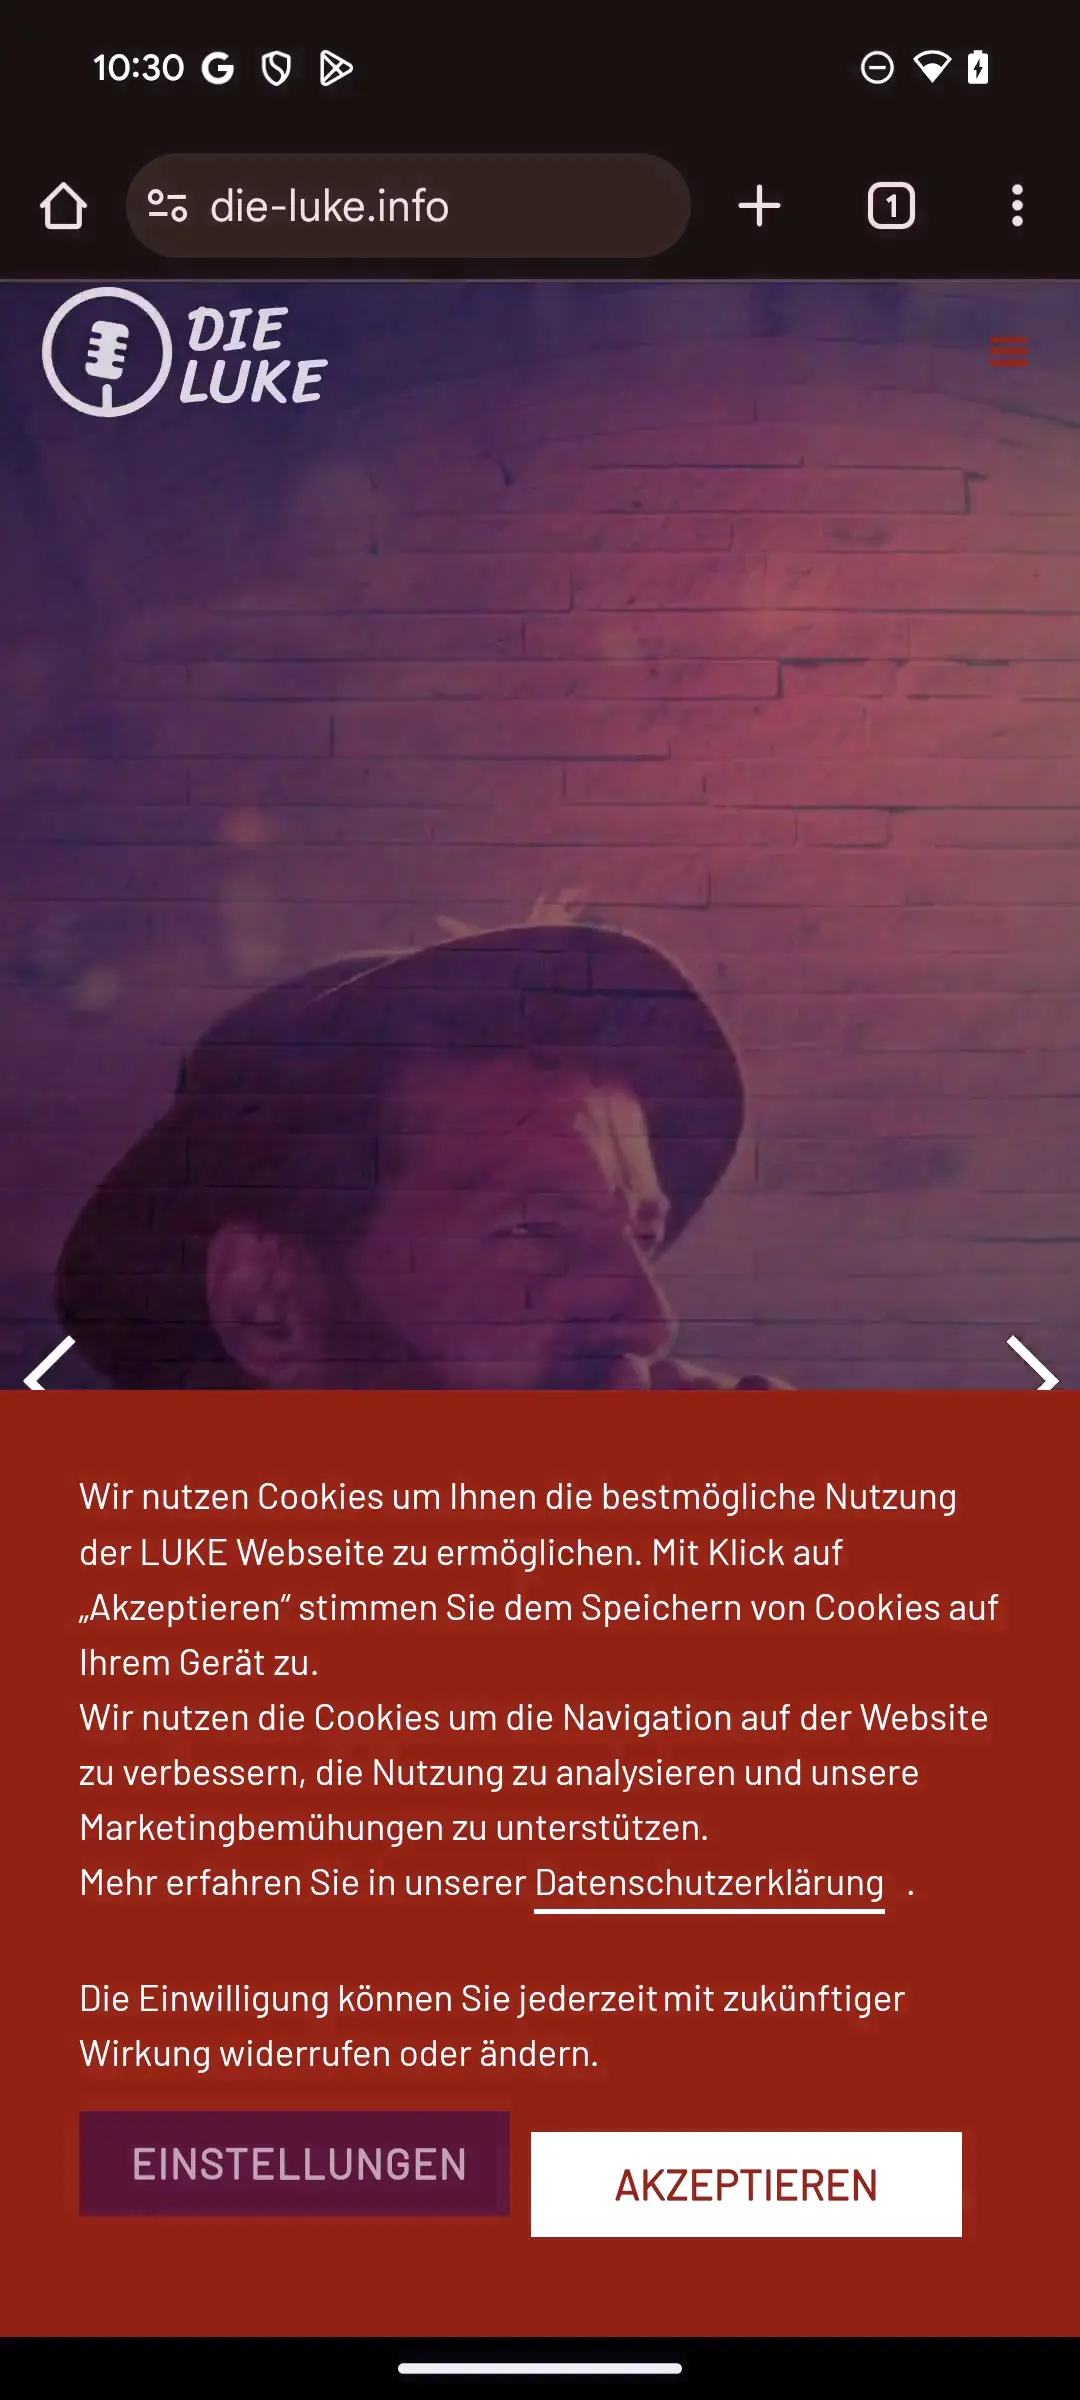 10:30
die-luke.info
1
DIE
LUKE
Wir nutzen Cookies um Ihnen die bestmögliche Nutzung
der LUKE Webseite zu ermöglichen. Mit Klick auf
„Akzeptieren“ stimmen Sie dem Speichern von Cookies auf
Ihrem Gerät zu.
Wir nutzen die Cookies um die Navigation auf der Website
zu verbessern, die Nutzung zu analysieren und unsere
Marketingbemühungen zu unterstützen.
Mehr erfahren Sie in unserer Datenschutzerklärung .
Die Einwilligung können Sie jederzeit mit zukünftiger
Wirkung widerrufen oder ändern.
EINSTELLUNGEN
AKZEPTIEREN